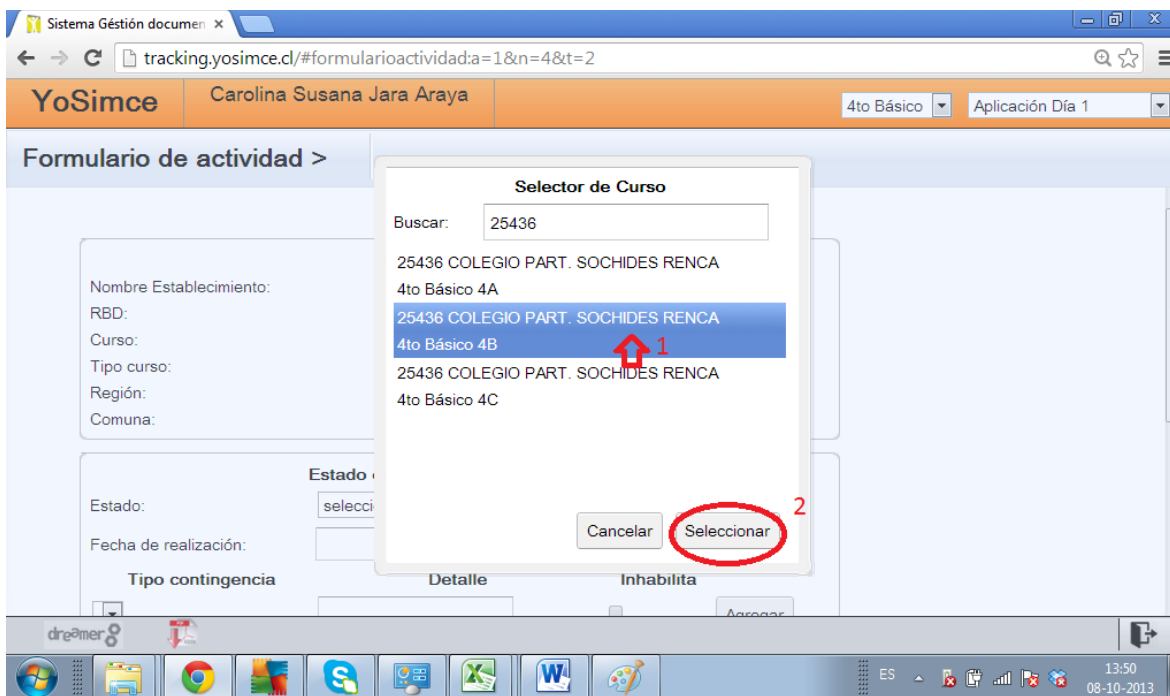 Sistema Géstión documen ×
tracking.yosimce.cl/#formularioactividad:a=1&n=4&t=2
YoSimce
Carolina Susana Jara Araya
4to Básico
Aplicación Día 1
Formulario de actividad >
Selector de Curso
Buscar: 25436
25436 COLEGIO PART. SOCHIDES RENCA
4to Básico 4A
25436 COLEGIO PART. SOCHIDES RENCA
4to Básico 4B
1
25436 COLEGIO PART. SOCHIDES RENCA
4to Básico 4C
Cancelar
Seleccionar
2
Nombre Establecimiento:
RBD:
Curso:
Tipo curso:
Región:
Comuna:
Estado
Estado: selecci
Fecha de realización:
Tipo contingencia Detalle Inhabilita
Agregar
dreamer
ES
13:50
08-10-2013